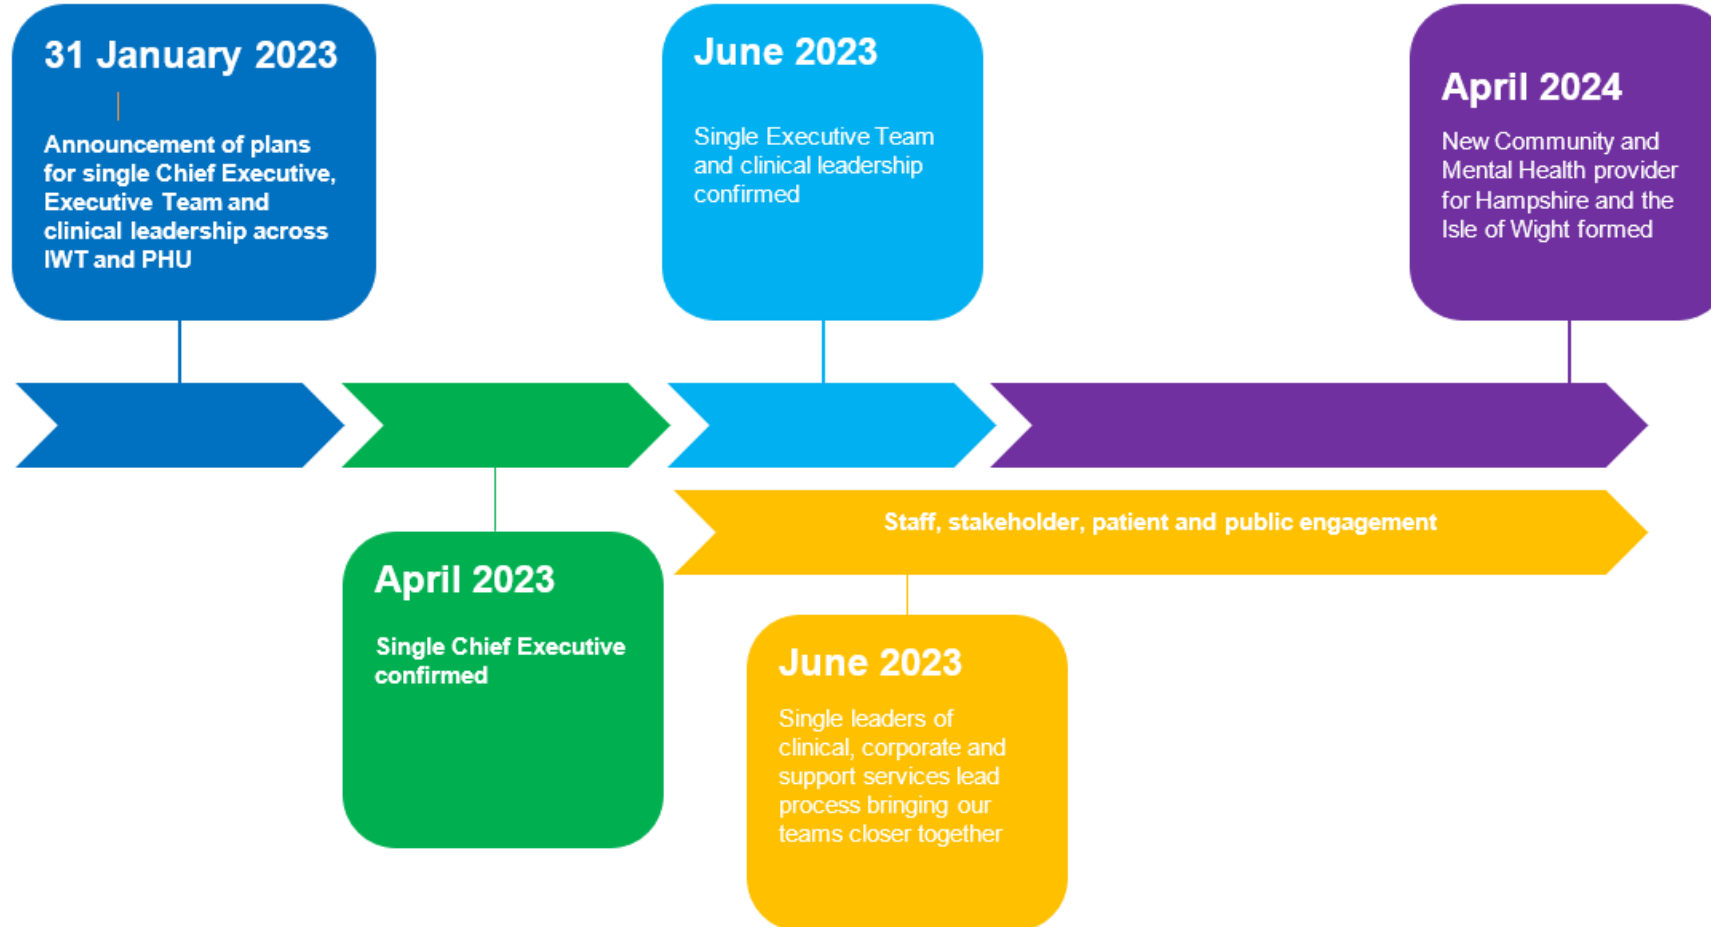 31 January 2023
Announcement of plans
for single Chief Executive,
Executive Team and
clinical leadership across
IWT and PHU
June 2023
Single Executive Team
and clinical leadership
confirmed
April 2024
New Community and
Mental Health provider
for Hampshire and the
Isle of Wight formed
Staff, stakeholder, patient and public engagement
April 2023
Single Chief Executive
confirmed
June 2023
Single leaders of
clinical, corporate and
support services lead
process bringing our
teams closer together